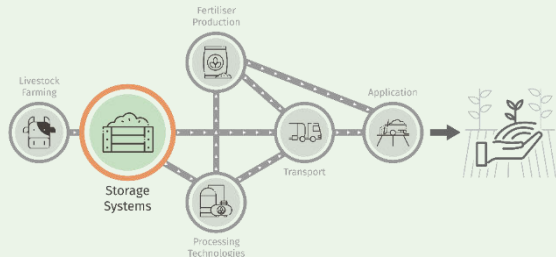 Fertiliser
Production
Livestock
Farming
Application
Storage
Systems
Transport
Processing
Technologies